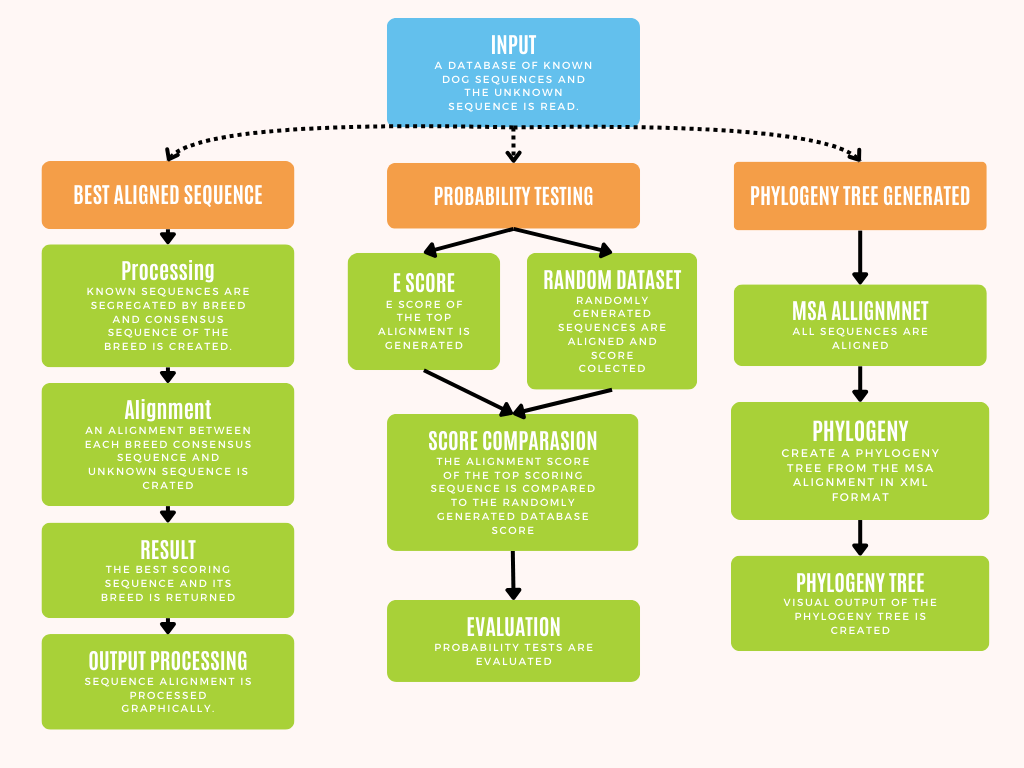 INPUT
A DATABASE OF KNOWN
DOG SEQUENCES AND
THE UNKNOWN
SEQUENCE IS READ.
BEST ALIGNED SEQUENCE
Processing
KNOWN SEQUENCES ARE
SEGREGATED BY BREED
AND CONSENSUS
SEQUENCE OF THE
BREED IS CREATED.
Alignment
AN ALIGNMENT BETWEEN
EACH BREED CONSENSUS
SEQUENCE AND
UNKNOWN SEQUENCE IS
CRATED
RESULT
THE BEST SCORING
SEQUENCE AND ITS
BREED IS RETURNED
OUTPUT PROCESSING
SEQUENCE ALIGNMENT IS
PROCESSED
GRAPHICALLY.
PROBABILITY TESTING
E SCORE
E SCORE OF
THE TOP
ALIGNMENT IS
GENERATED
RANDOM DATASET
RANDOMLY
GENERATED
SEQUENCES ARE
ALIGNED AND
SCORE
COLECTED
SCORE COMPARASION
THE ALIGNMENT SCORE
OF THE TOP SCORING
SEQUENCE IS COMPARED
TO THE RANDOMLY
GENERATED DATABASE
SCORE
EVALUATION
PROBABILITY TESTS ARE
EVALUATED
PHYLOGENY TREE GENERATED
MSA ALLIGNMNET
ALL SEQUENCES ARE
ALIGNED
PHYLOGENY
CREATE A PHYLOGENY
TREE FROM THE MSA
ALIGNMENT IN XML
FORMAT
PHYLOGENY TREE
VISUAL OUTPUT OF THE
PHYLOGENY TREE IS
CREATED